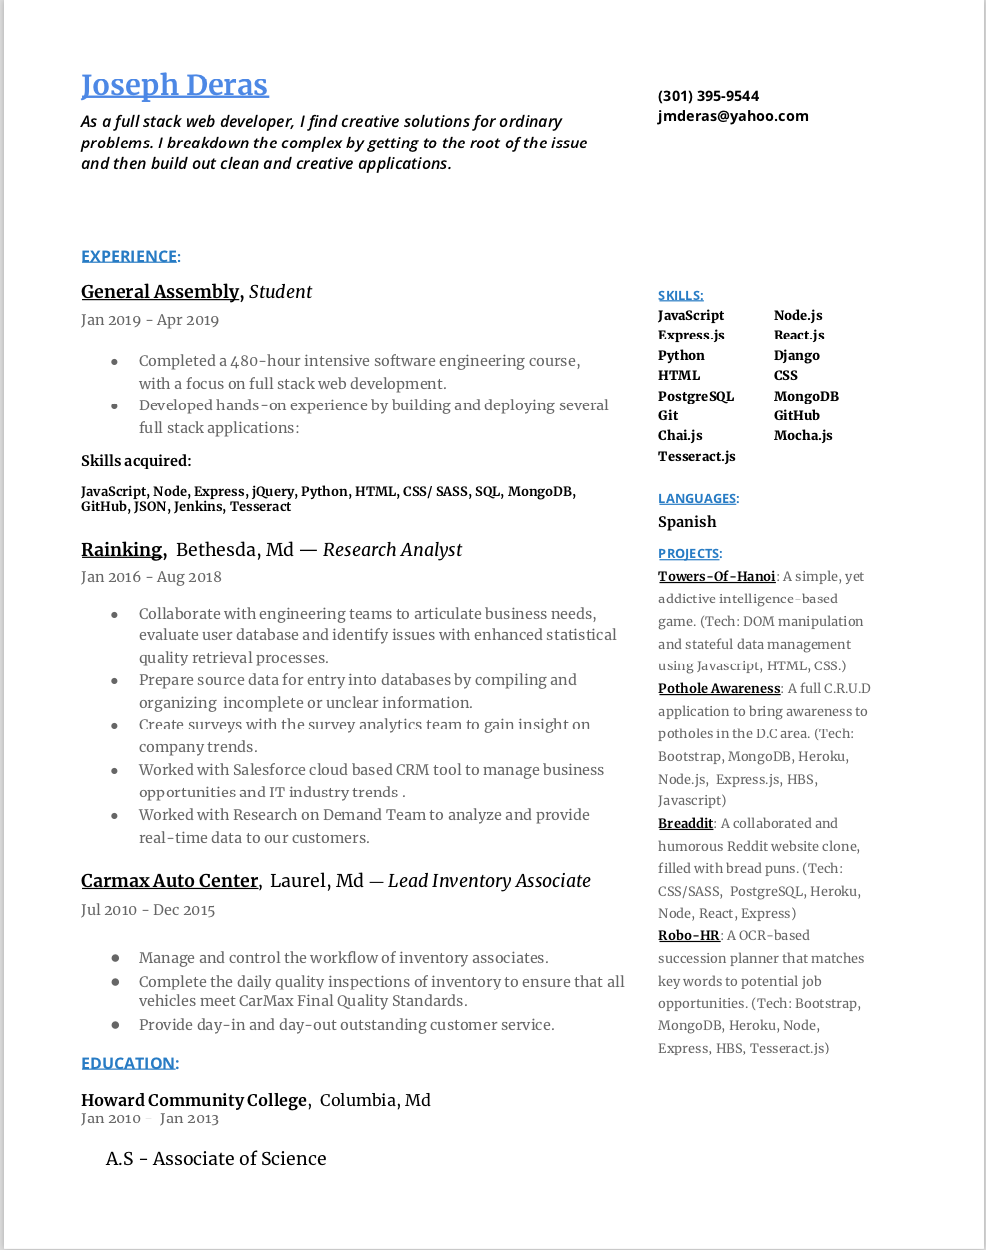 Joseph Deras
As a full stack web developer, I find creative solutions for ordinary
problems. I breakdown the complex by getting to the root of the issue
and then build out clean and creative applications.
(301) 395-9544
jmderas@yahoo.com
EXPERIENCE:
General Assembly, Student
Jan 2019 - Apr 2019
● Completed a 480-hour intensive software engineering course,
with a focus on full stack web development.
● Developed hands-on experience by building and deploying several
full stack applications:
Skills acquired:
JavaScript, Node, Express, jQuery, Python, HTML, CSS/ SASS, SQL, MongoDB,
GitHub, JSON, Jenkins, Tesseract
Rainking, Bethesda, Md — Research Analyst
Jan 2016 - Aug 2018
● Collaborate with engineering teams to articulate business needs,
evaluate user database and identify issues with enhanced statistical
quality retrieval processes.
● Prepare source data for entry into databases by compiling and
organizing incomplete or unclear information.
● Create surveys with the survey analytics team to gain insight on
company trends.
● Worked with Salesforce cloud based CRM tool to manage business
opportunities and IT industry trends .
● Worked with Research on Demand Team to analyze and provide
real-time data to our customers.
Carmax Auto Center, Laurel, Md — Lead Inventory Associate
Jul 2010 - Dec 2015
● Manage and control the workflow of inventory associates.
● Complete the daily quality inspections of inventory to ensure that all
vehicles meet CarMax Final Quality Standards.
● Provide day-in and day-out outstanding customer service.
EDUCATION:
Howard Community College, Columbia, Md
Jan 2010 - Jan 2013
A.S - Associate of Science
SKILLS:
JavaScript Node.js
Express.js React.js
Python Django
HTML CSS
PostgreSQL MongoDB
Git GitHub
Chai.js Mocha.js
Tesseract.js
LANGUAGES:
Spanish
PROJECTS:
Towers-Of-Hanoi: A simple, yet
addictive intelligence-based
game. (Tech: DOM manipulation
and stateful data management
using Javascript, HTML, CSS.)
Pothole Awareness: A full C.R.U.D
application to bring awareness to
potholes in the D.C area. (Tech:
Bootstrap, MongoDB, Heroku,
Node.js, Express.js, HBS,
Javascript)
Breaddit: A collaborated and
humorous Reddit website clone,
filled with bread puns. (Tech:
CSS/SASS, PostgreSQL, Heroku,
Node, React, Express)
Robo-HR: A OCR-based
succession planner that matches
key words to potential job
opportunities. (Tech: Bootstrap,
MongoDB, Heroku, Node,
Express, HBS, Tesseract.js)